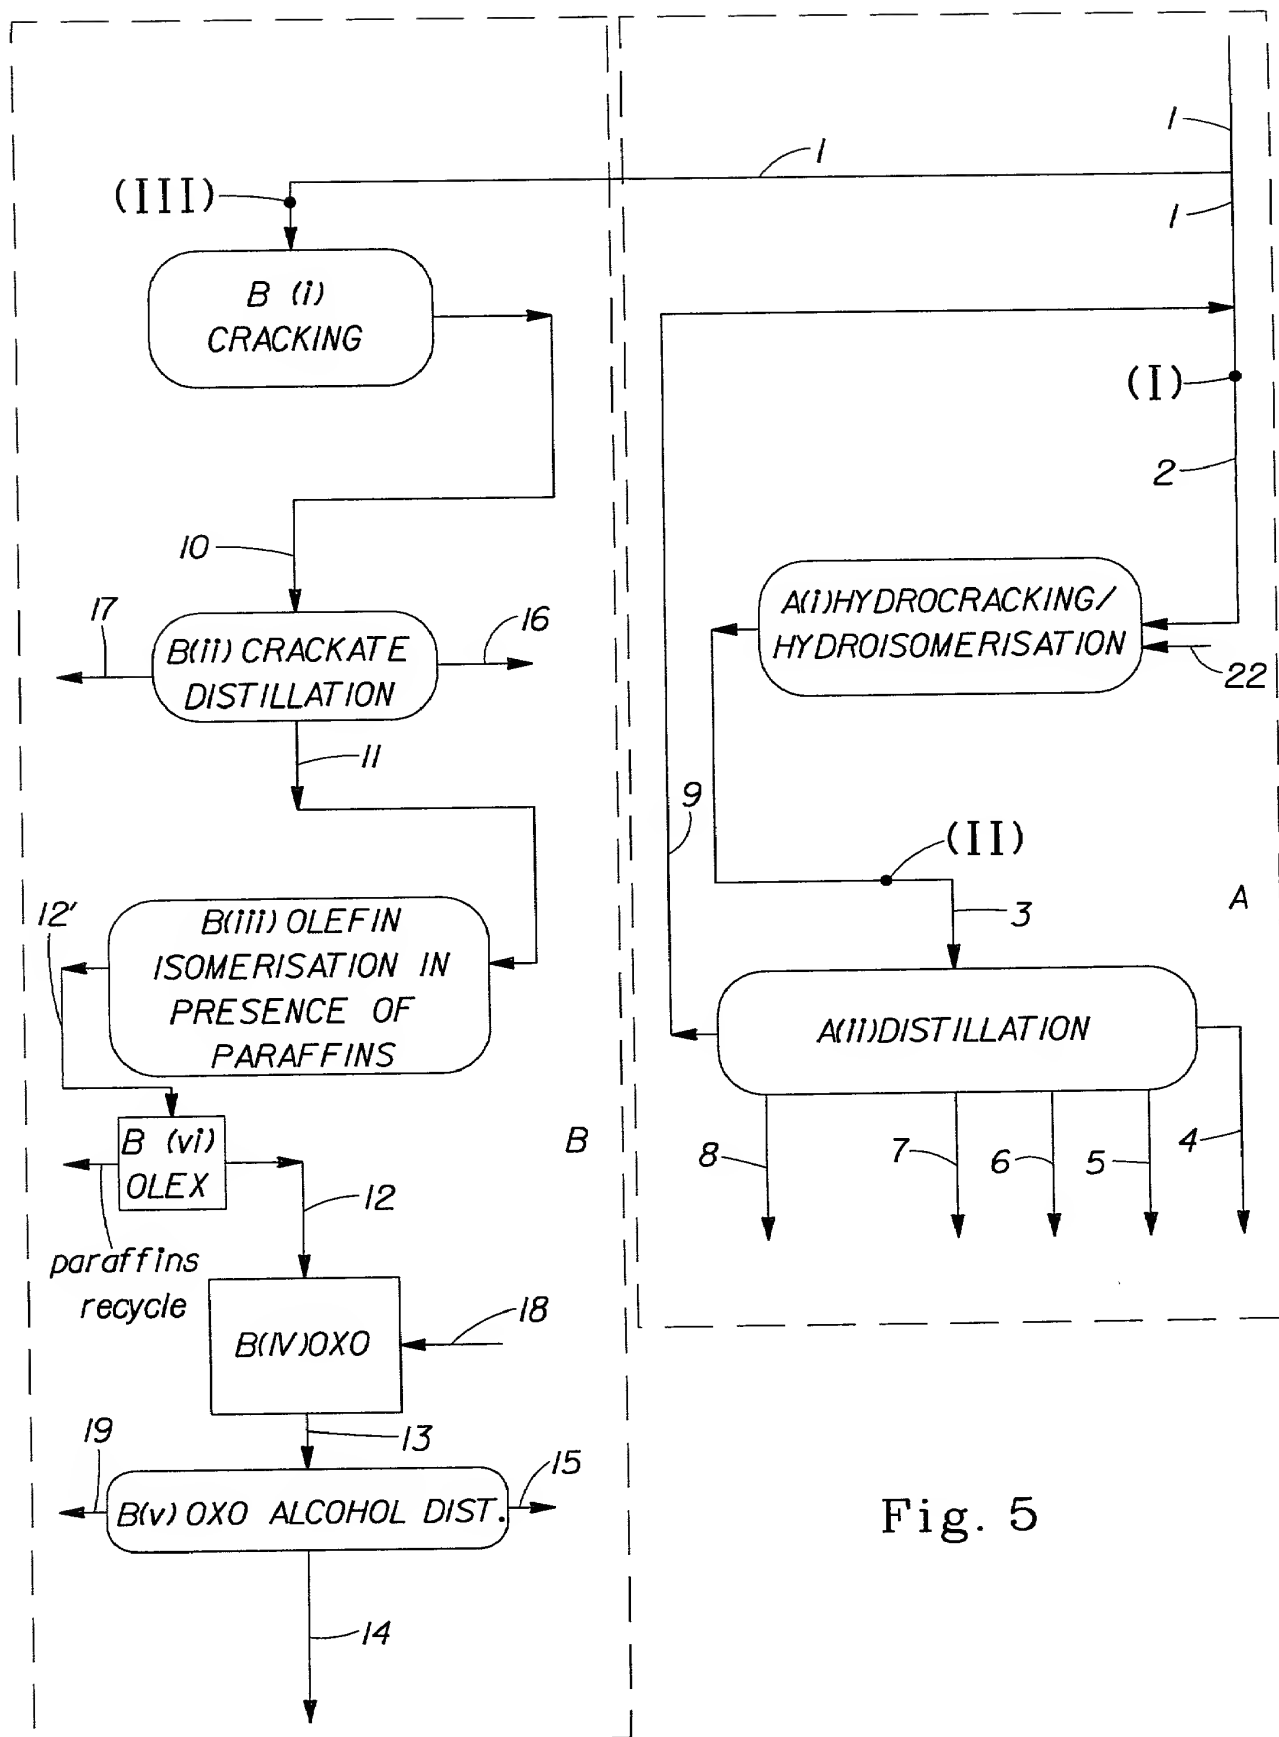 1
1
(III)
1
B (i)
CRACKING
(I)
2
10
A(i)HYDROCRACKING/
HYDROISOMERISATION
22
17
B(ii) CRACKATE
DISTILLATION
16
11
9
(II)
3
A
12'
B(iii) OLEFIN
ISOMERISATION IN
PRESENCE OF
PARAFFINS
A(ii)DISTILLATION
B (vi)
OLEX
B
8
7
6
5
4
12
paraffins
recycle
B(IV)OXO
18
13
19
B(v) OXO ALCOHOL DIST.
15
Fig. 5
14